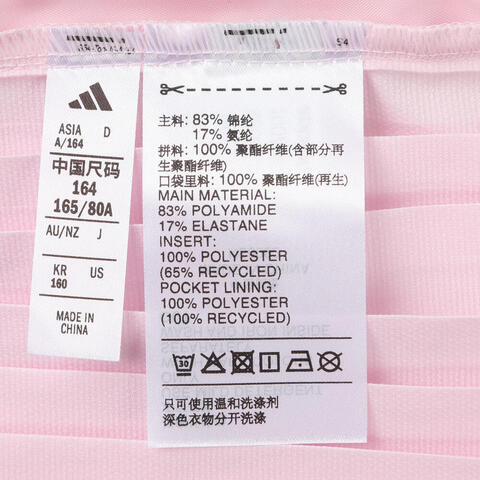 ASIA D
A/164
中国尺码
164
165/80A
AU/NZ J
KR US
160
MADE IN
CHINA
54
主料: 83% 锦纶
17% 氨纶
拼料: 100% 聚酯纤维(含部分再
生聚酯纤维)
口袋里料: 100% 聚酯纤维(再生)
MAIN MATERIAL:
83% POLYAMIDE
17% ELASTANE
INSERT:
100% POLYESTER
(65% RECYCLED)
POCKET LINING:
100% POLYESTER
(100% RECYCLED)
30
只可使用温和洗涤剂
深色衣物分开洗涤